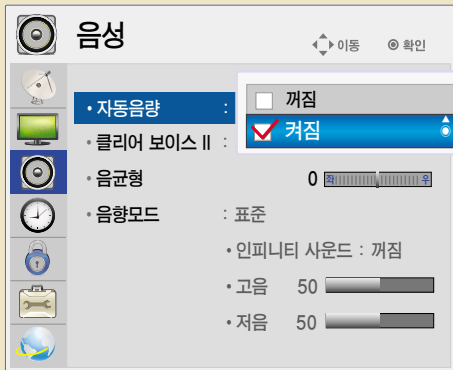 음성
이동 확인
꺼짐
• 자동음량 :
켜짐
• 클리어 보이스 II :
• 음균형 0 좌 우
• 음향모드 : 표준
• 인피니티 사운드 : 꺼짐
• 고음 50
• 저음 50